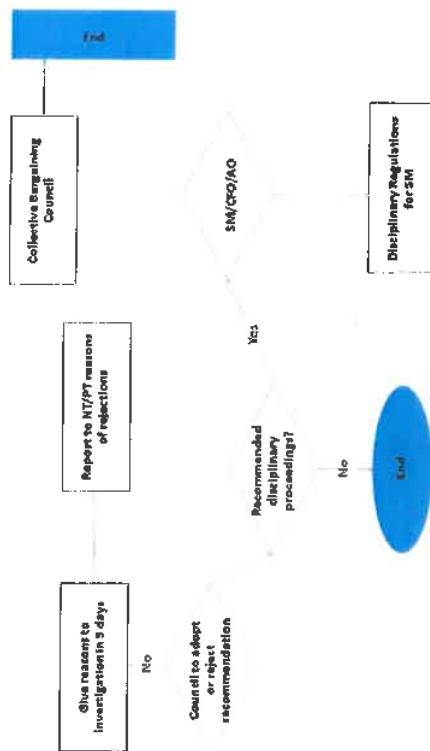 Give reasons to
investigation in 5 days
Report to NT/PT reasons
of rejections
Collective Bargaining
Council
End
No
Council to adopt
or reject
recommendation
Recommended
disciplinary
proceedings?
Yes
SM/CFO/AO
No
End
Disciplinary Regulations
for SM